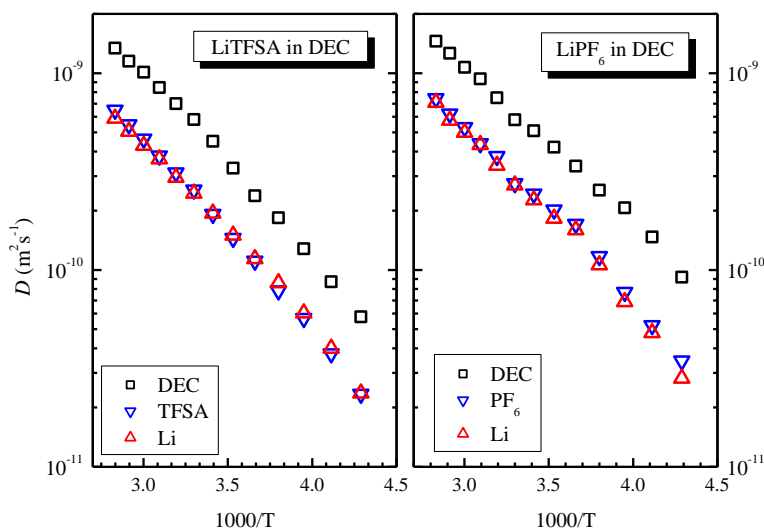 LiTFSA in DEC
LiPF6 in DEC
10-9
10-9
D (m2s-1)
10-10
10-10
DEC
TFSA
Li
DEC
PF6
Li
10-11
10-11
3.0 3.5 4.0 4.5
3.0 3.5 4.0 4.5
1000/T
1000/T